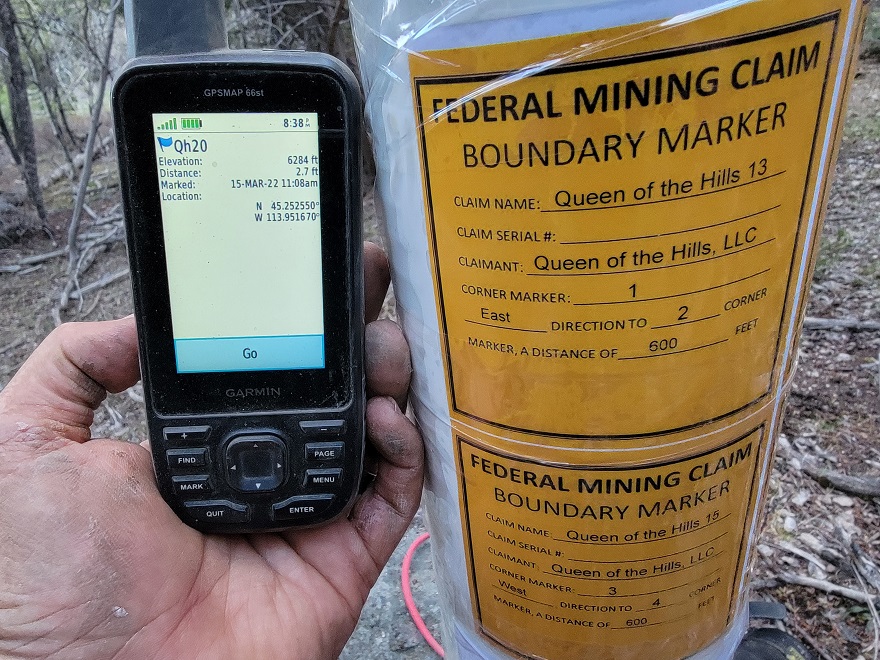 GPSMAP 66st
8:38
Qh20
Elevation: 6284 ft
Distance: 2.7 ft
Marked: 15-MAR-22 11:08am
Location:
N 45.252550°
W 113.951670°
Go
GARMIN
+ -
FIND PAGE
MARK MENU
QUIT ENTER
FEDERAL MINING CLAIM
BOUNDARY MARKER
CLAIM NAME: Queen of the Hills 13
CLAIM SERIAL #:
CLAIMANT: Queen of the Hills, LLC
CORNER MARKER: 1
East DIRECTION TO 2 CORNER
MARKER, A DISTANCE OF 600 FEET
FEDERAL MINING CLAIM
BOUNDARY MARKER
CLAIM NAME: Queen of the Hills 15
CLAIM SERIAL #:
CLAIMANT: Queen of the Hills, LLC
CORNER MARKER: 3
West DIRECTION TO 4 CORNER
MARKER, A DISTANCE OF 600 FEET